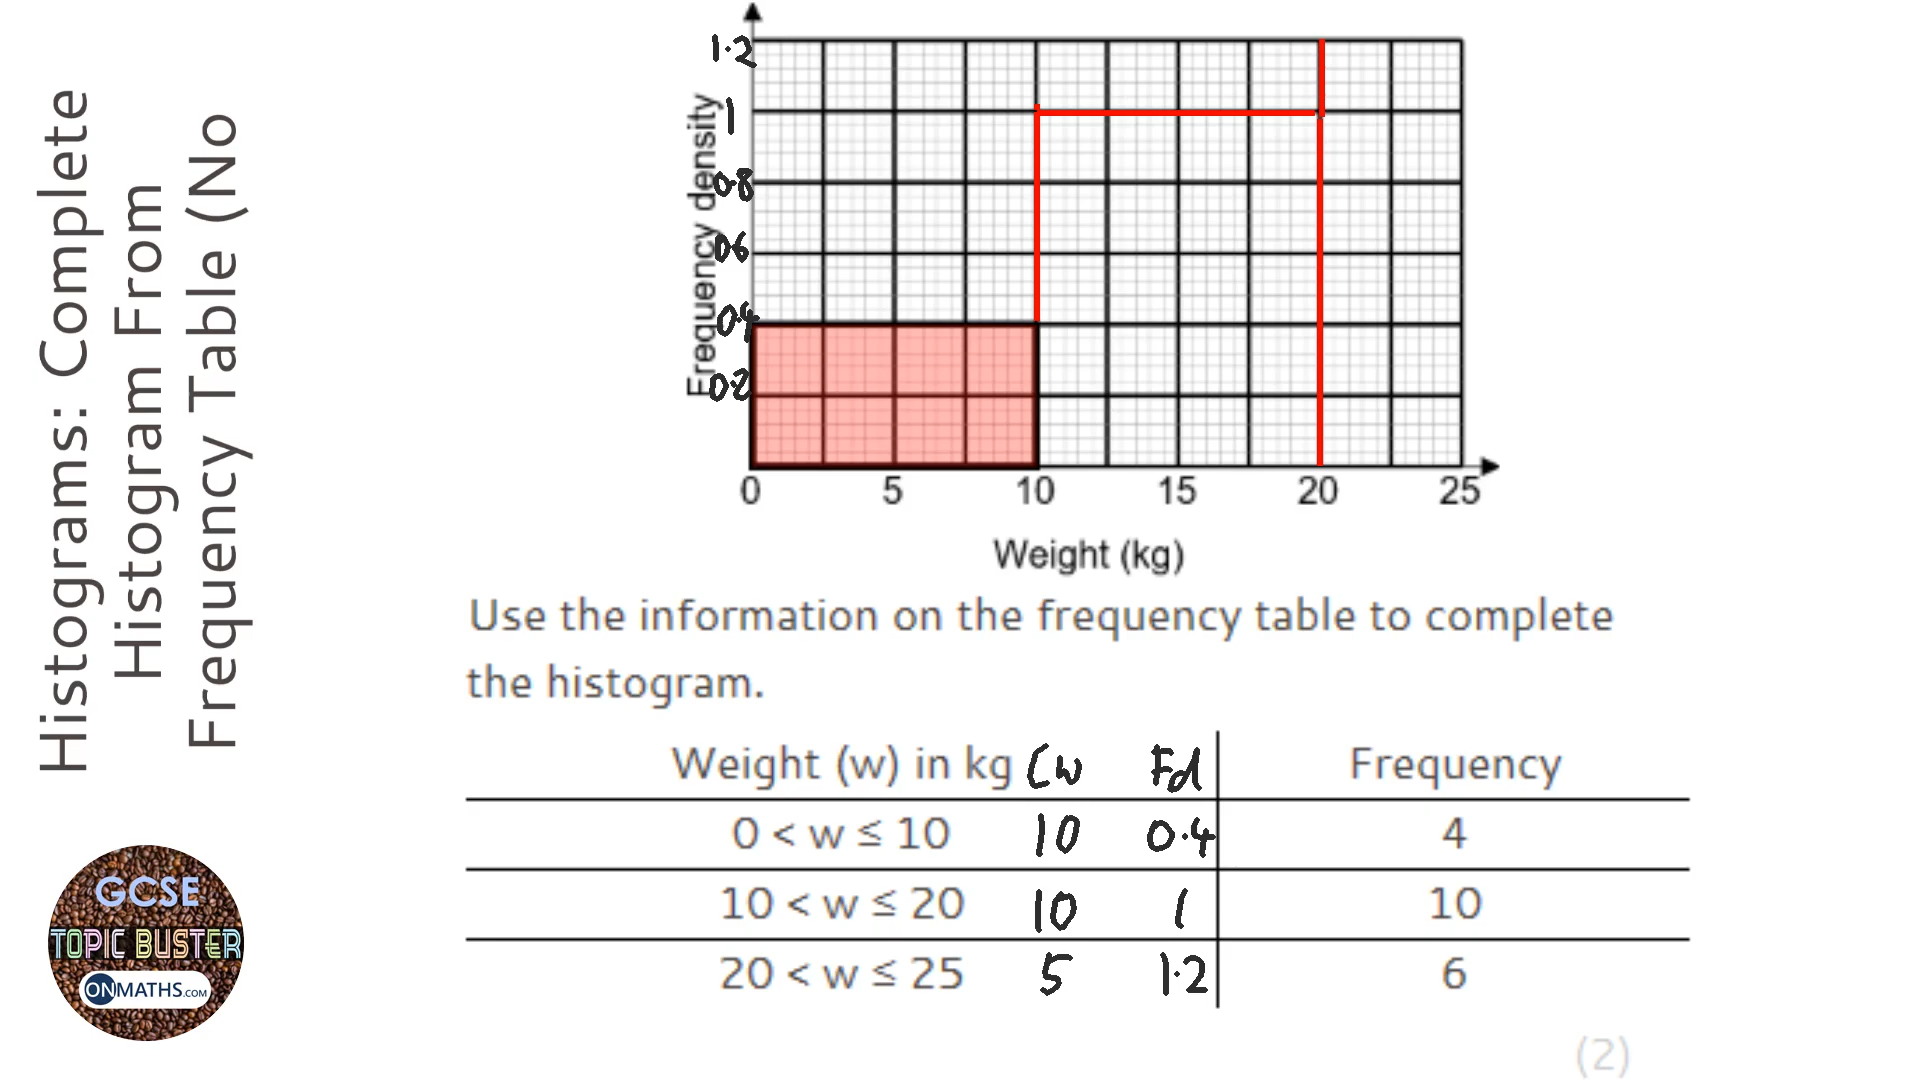 Histograms: Complete
Histogram From
Frequency Table (No
GCSE
TOPIC BUSTER
ONMATHS.COM
Frequency density
1.2
1
0.8
0.6
0.4
0.2
0 5 10 15 20 25
Weight (kg)
Use the information on the frequency table to complete
the histogram.
Weight (w) in kg Cw Fd Frequency
0 < w ≤ 10 10 0.4 4
10 < w ≤ 20 10 1 10
20 < w ≤ 25 5 1.2 6
(2)